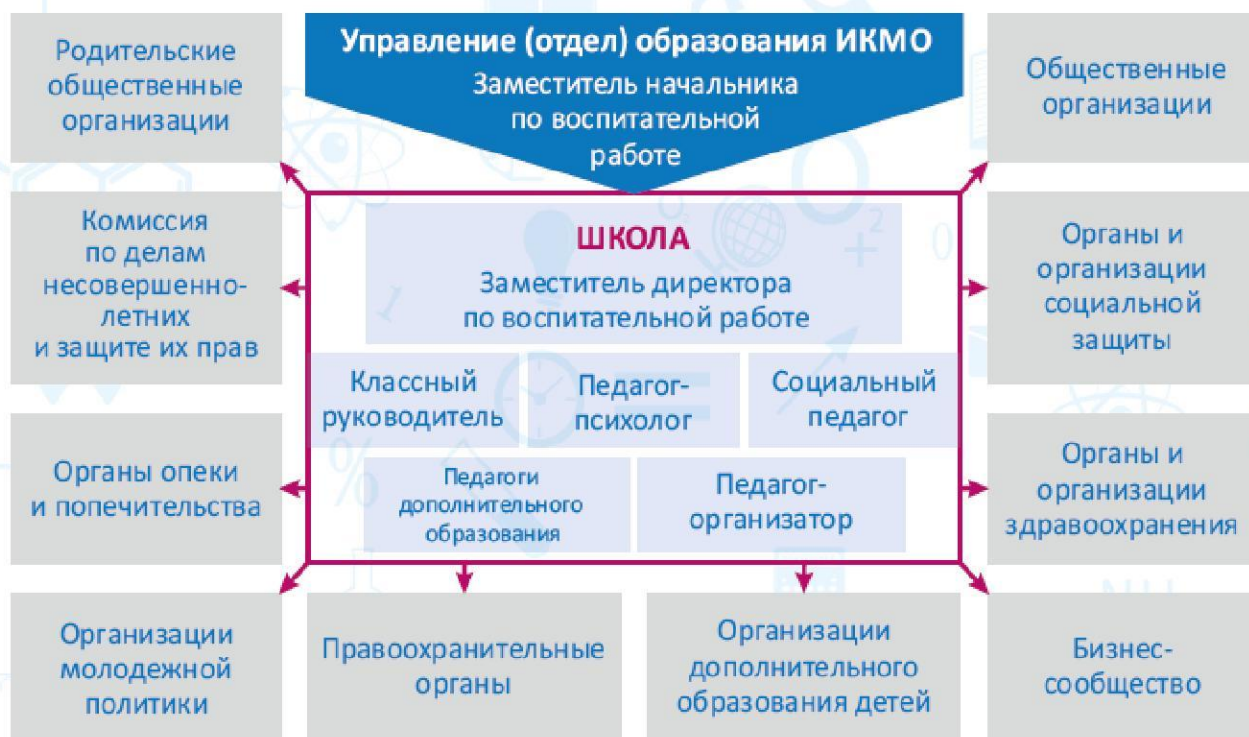 Родительские
общественные
организации
Управление (отдел) образования ИКМО
Заместитель начальника
по воспитательной
работе
Общественные
организации
Комиссия
по делам
несовершенно-
летних
и защите их прав
ШКОЛА
Заместитель директора
по воспитательной работе
Органы и
организации
социальной
защиты
Классный
руководитель
Педагог-
психолог
Социальный
педагог
Органы опеки
и попечительства
Педагоги
дополнительного
образования
Педагог-
организатор
Органы и
организации
здравоохранения
Организации
молодежной
политики
Правоохранительные
органы
Организации
дополнительного
образования детей
Бизнес-
сообщество